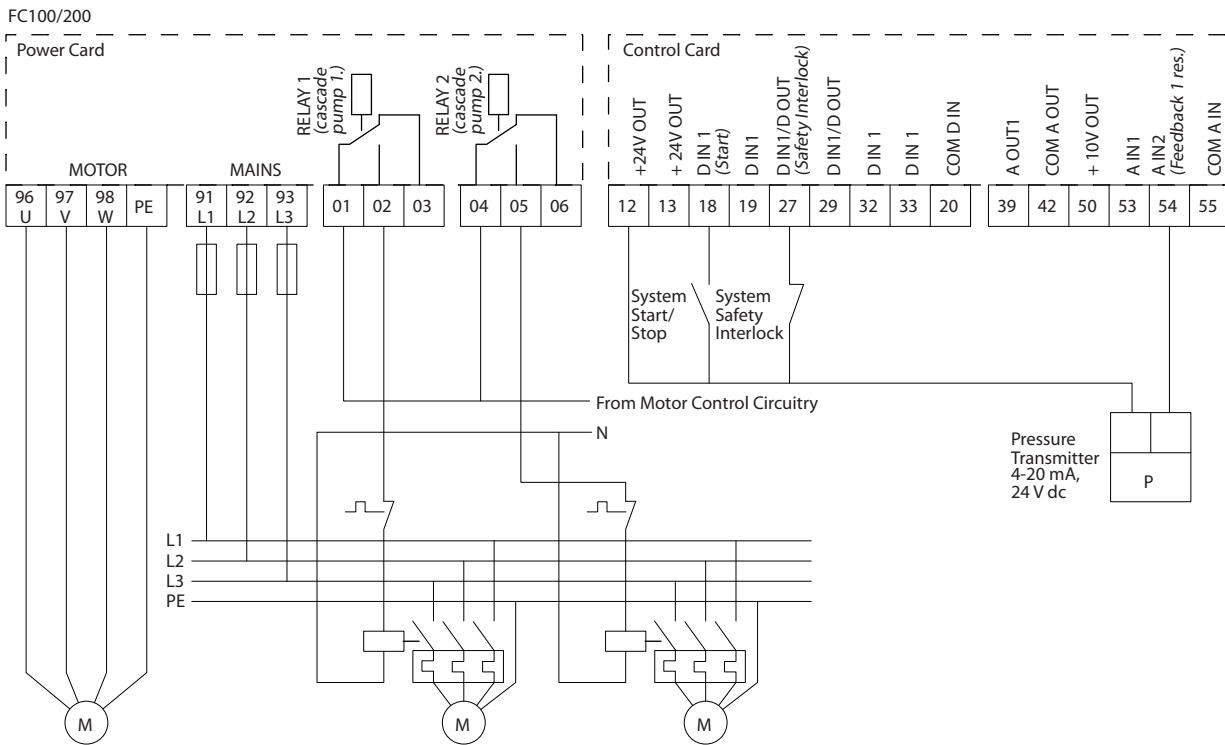 FC100/200
Power Card
Control Card
RELAY 1
(cascade
pump 1.)
RELAY 2
(cascade
pump 2.)
+24V OUT
+ 24V OUT
D IN 1
(Start)
D IN1
D IN1/D OUT
(Safety Interlock)
D IN1/D OUT
D IN 1
D IN 1
COM D IN
A OUT1
COM A OUT
+ 10V OUT
A IN1
A IN2
(Feedback 1 res.)
COM A IN
MOTOR
MAINS
96
U
97
V
98
W
PE
91
L1
92
L2
93
L3
01
02
03
04
05
06
12
13
18
19
27
29
32
33
20
39
42
50
53
54
55
System
Start/
Stop
System
Safety
Interlock
From Motor Control Circuitry
N
Pressure
Transmitter
4-20 mA,
24 V dc
P
L1
L2
L3
PE
M
M
M